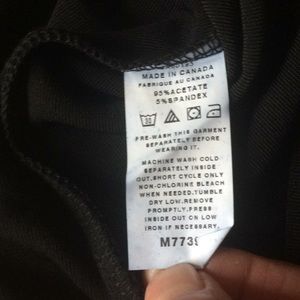 MADE IN CANADA
FABRIQUE AU CANADA
95% ACETATE
5% SPANDEX
30
PRE-WASH THIS GARMENT
SEPARATELY BEFORE
WEARING IT.
MACHINE WASH COLD
SEPARATELY INSIDE
OUT.SHORT CYCLE ONLY
NON-CHLORINE BLEACH
WHEN NEEDED.TUMBLE
DRY LOW.REMOVE
PROMPTLY.PRESS
INSIDE OUT ON LOW
IRON IF NECESSARY.
M7739